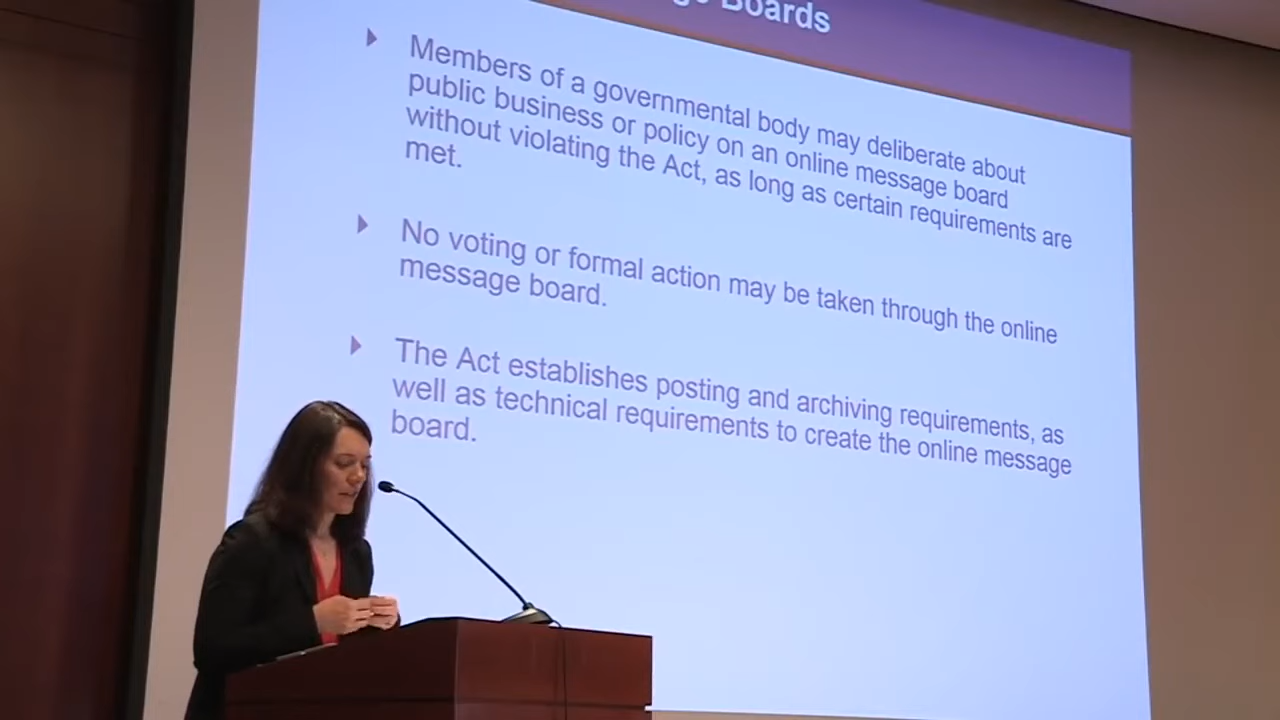 Boards
Members of a governmental body may deliberate about
public business or policy on an online message board
without violating the Act, as long as certain requirements are
met.
No voting or formal action may be taken through the online
message board.
The Act establishes posting and archiving requirements, as
well as technical requirements to create the online message
board.